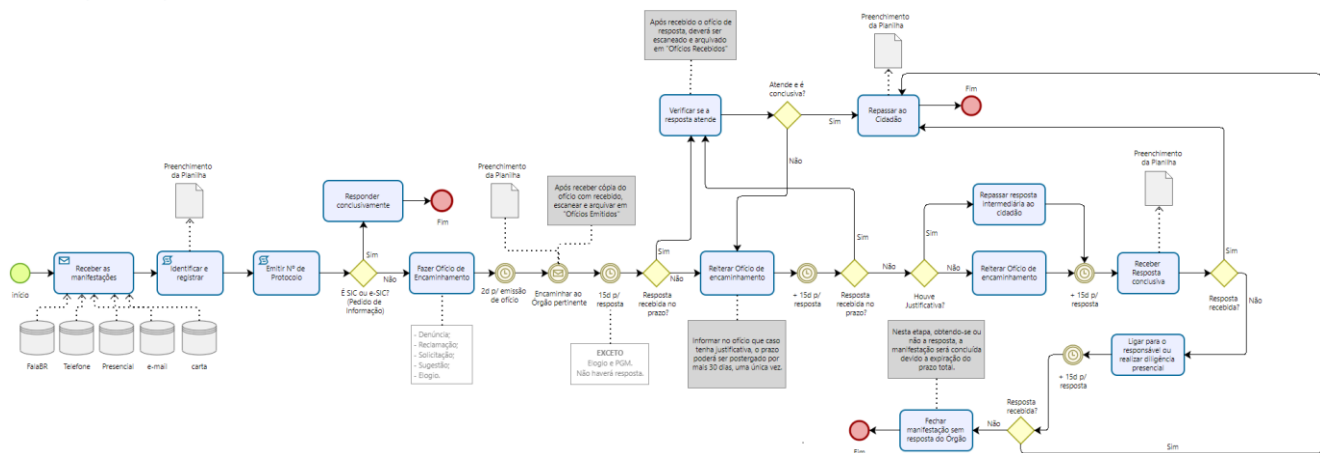 Após recebido o ofício de
resposta, deverá ser
escaneado e arquivado
em "Ofícios Recebidos"
Preenchimento
da Planilha
Atende e é
conclusiva?
Verificar se a
resposta atende
Sim
Repassar ao
Cidadão
Fim
Não
Preenchimento
da Planilha
Responder
conclusivamente
Fim
Sim
Preenchimento
da Planilha
Após receber cópia do
ofício com recebido,
escanear e arquivar em
"Ofícios Emitidos"
Sim
Sim
Repassar resposta
intermediária ao
cidadão
Sim
Preenchimento
da Planilha
Sim
início
Receber as
manifestações
Identificar e
registrar
Emitir Nº de
Protocolo
É SIC ou e-SIC?
(Pedido de
Informação)
Não
Fazer Ofício de
Encaminhamento
2d p/ emissão
de ofício
Encaminhar ao
Órgão pertinente
15d p/
resposta
Resposta
recebida no
prazo?
Não
Reiterar Ofício de
encaminhamento
+ 15d p/
resposta
Resposta
recebida no
prazo?
Não
Houve
Justificativa?
Não
Reiterar Ofício de
encaminhamento
+ 15d p/
resposta
Receber
Resposta
conclusiva
Resposta
recebida?
Não
FalaBR
Telefone
Presencial
e-mail
carta
- Denúncia;
- Reclamação;
- Solicitação;
- Sugestão;
- Elogio.
EXCETO
Elogio e PGM.
Não haverá resposta.
Informar no ofício que caso
tenha justificativa, o prazo
poderá ser postergado por
mais 30 dias, uma única vez.
Nesta etapa, obtendo-se ou
não a resposta, a
manifestação será concluída
devido a expiração do
prazo total.
+ 15d p/
resposta
Ligar para o
responsável ou
realizar diligência
presencial
Resposta
recebida?
Não
Fechar
manifestação sem
resposta do Órgão
Fim
Sim